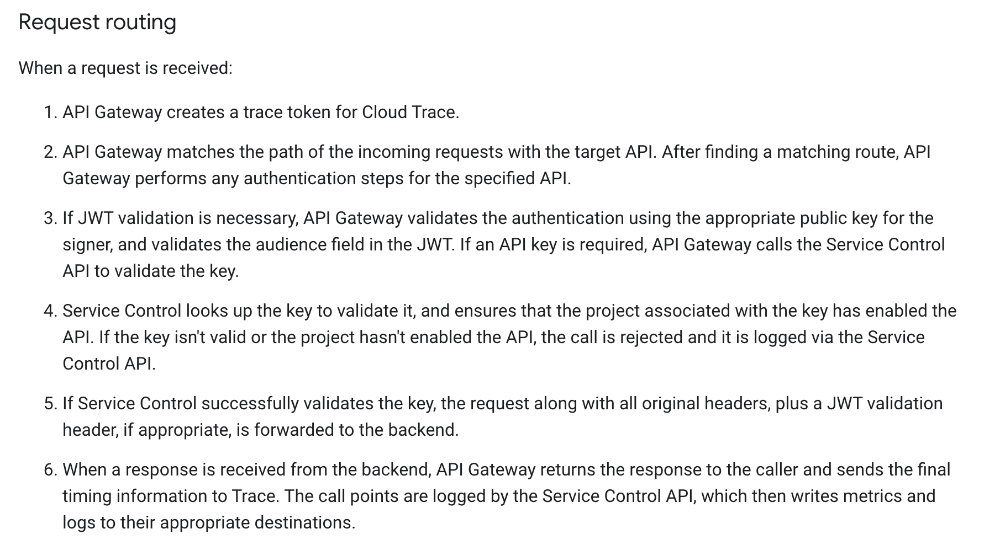 Request routing
When a request is received:
1. API Gateway creates a trace token for Cloud Trace.
2. API Gateway matches the path of the incoming requests with the target API. After finding a matching route, API
Gateway performs any authentication steps for the specified API.
3. If JWT validation is necessary, API Gateway validates the authentication using the appropriate public key for the
signer, and validates the audience field in the JWT. If an API key is required, API Gateway calls the Service Control
API to validate the key.
4. Service Control looks up the key to validate it, and ensures that the project associated with the key has enabled the
API. If the key isn't valid or the project hasn't enabled the API, the call is rejected and it is logged via the Service
Control API.
5. If Service Control successfully validates the key, the request along with all original headers, plus a JWT validation
header, if appropriate, is forwarded to the backend.
6. When a response is received from the backend, API Gateway returns the response to the caller and sends the final
timing information to Trace. The call points are logged by the Service Control API, which then writes metrics and
logs to their appropriate destinations.